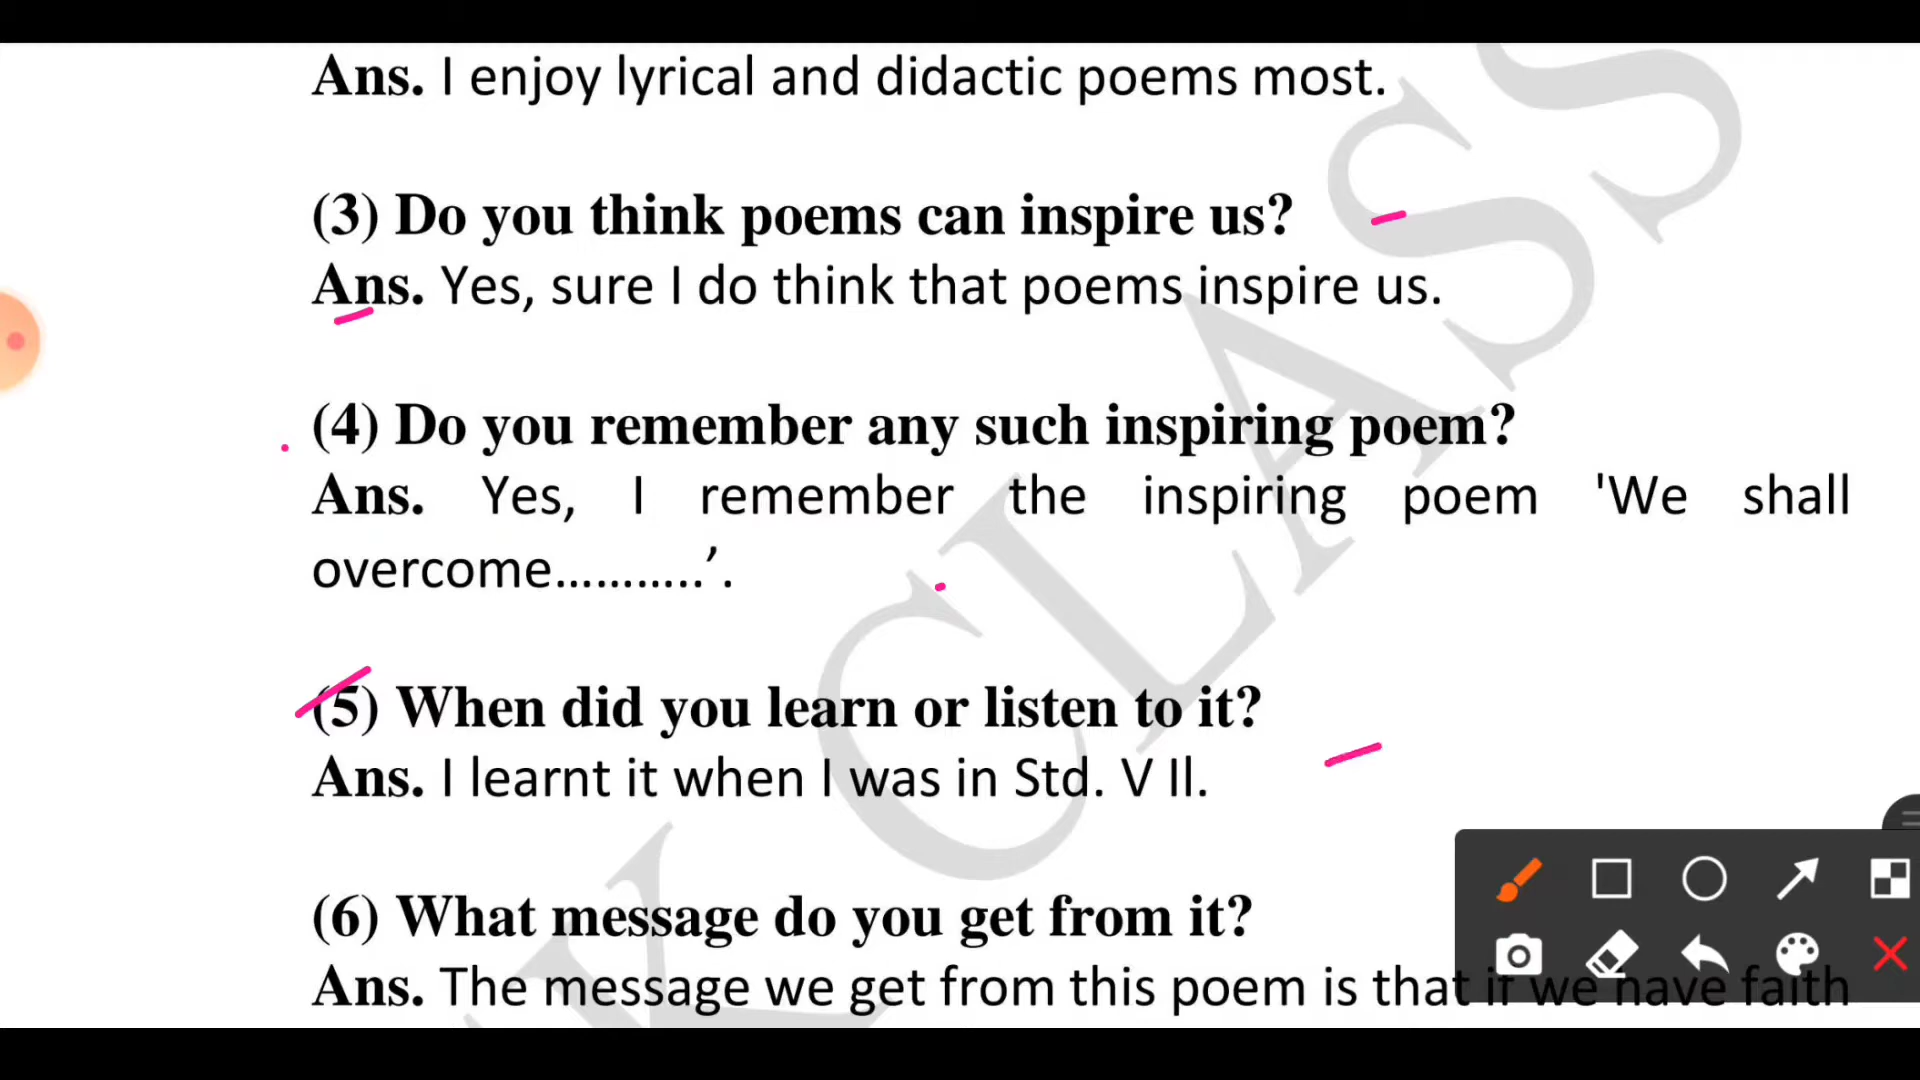 Ans. I enjoy lyrical and didactic poems most.
(3) Do you think poems can inspire us?
Ans. Yes, sure I do think that poems inspire us.
(4) Do you remember any such inspiring poem?
Ans. Yes, I remember the inspiring poem 'We shall
overcome...........’.
(5) When did you learn or listen to it?
Ans. I learnt it when I was in Std. V Il.
(6) What message do you get from it?
Ans. The message we get from this poem is that if we have faith
K CLASS